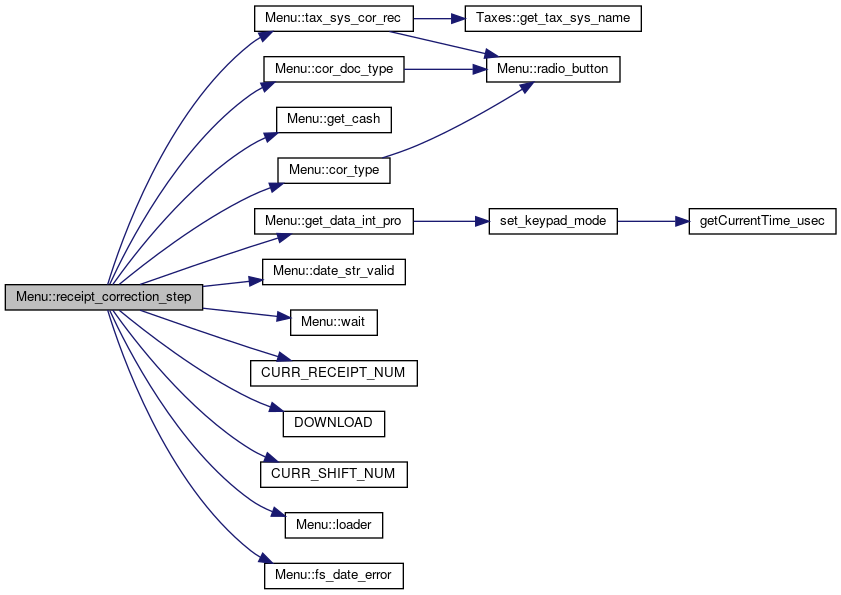 Menu::tax_sys_cor_rec
Taxes::get_tax_sys_name
Menu::cor_doc_type
Menu::radio_button
Menu::get_cash
Menu::cor_type
Menu::get_data_int_pro
set_keypad_mode
getCurrentTime_usec
Menu::date_str_valid
Menu::receipt_correction_step
Menu::wait
CURR_RECEIPT_NUM
DOWNLOAD
CURR_SHIFT_NUM
Menu::loader
Menu::fs_date_error